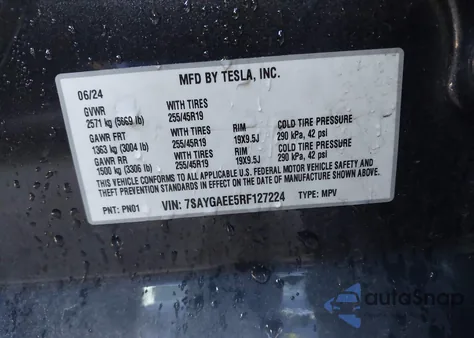 MFD BY TESLA, INC.
06/24
GVWR WITH TIRES
2571 kg (5669 lb) 255/45R19
GAWR FRT WITH TIRES RIM COLD TIRE PRESSURE
1363 kg (3004 lb) 255/45R19 19X9.5J 290 kPa, 42 psi
GAWR RR WITH TIRES RIM COLD TIRE PRESSURE
1500 kg (3306 lb) 255/45R19 19X9.5J 290 kPa, 42 psi
THIS VEHICLE CONFORMS TO ALL APPLICABLE U.S. FEDERAL MOTOR VEHICLE SAFETY AND
THEFT PREVENTION STANDARDS IN EFFECT ON THE DATE OF MANUFACTURE SHOWN ABOVE.
PNT: PN01 VIN: 7SAYGAEE5RF127224 TYPE: MPV
autoSnap